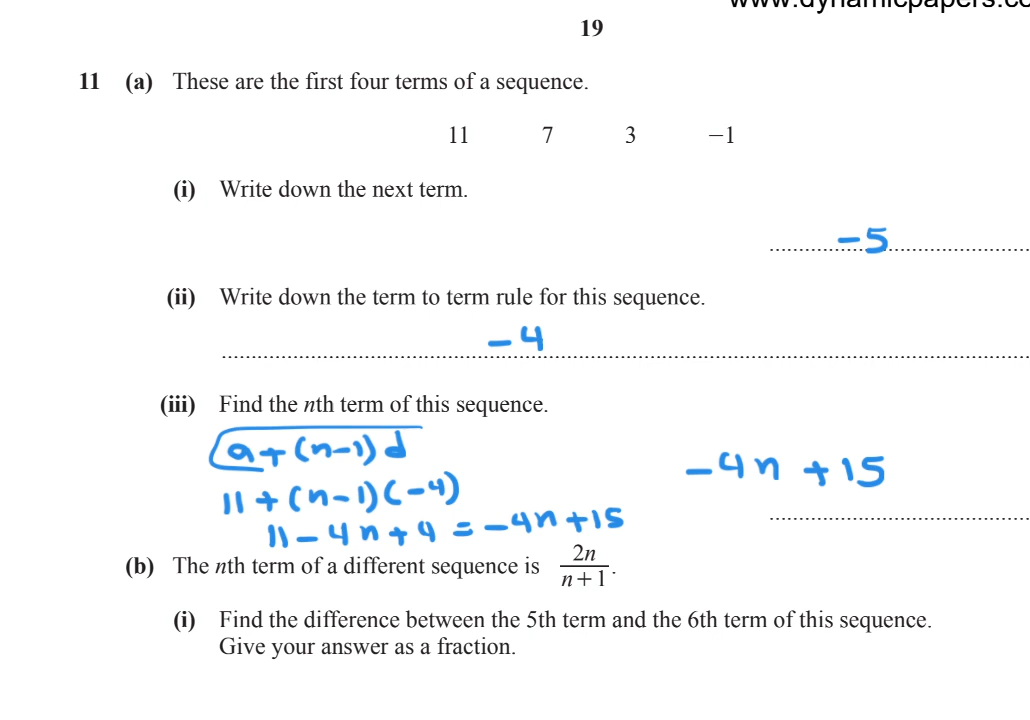 www.dynamicpapers.co
19
11 (a) These are the first four terms of a sequence.
11 7 3 −1
(i) Write down the next term.
−5
(ii) Write down the term to term rule for this sequence.
−4
(iii) Find the nth term of this sequence.
a + (n−1) d
11 + (n−1)(−4)
−4n + 15
11 − 4n + 4 = −4n + 15
(b) The nth term of a different sequence is 2n/(n+1).
(i) Find the difference between the 5th term and the 6th term of this sequence.
Give your answer as a fraction.